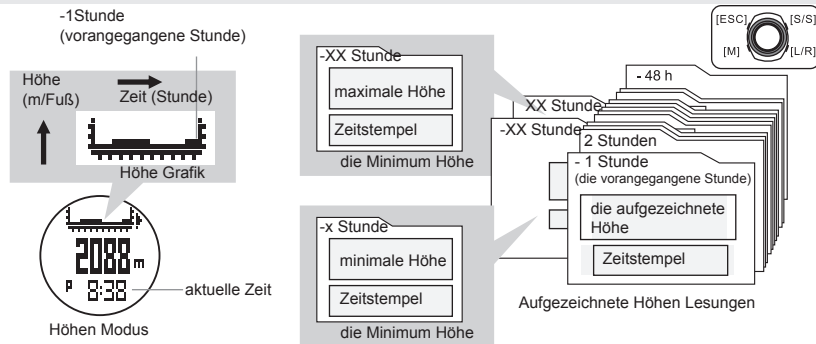 -1Stunde
(vorangegangene Stunde)
Höhe
(m/Fuß)
Zeit (Stunde)
Höhe Grafik
2088 m
P 8:38
aktuelle Zeit
Höhen Modus
-XX Stunde
maximale Höhe
Zeitstempel
die Minimum Höhe
-x Stunde
minimale Höhe
Zeitstempel
die Minimum Höhe
[ESC]
[S/S]
[M]
[L/R]
- 48 h
XX Stunde
-XX Stunde
2 Stunden
- 1 Stunde
(die vorangegangene Stunde)
die aufgezeichnete
Höhe
Zeitstempel
Aufgezeichnete Höhen Lesungen